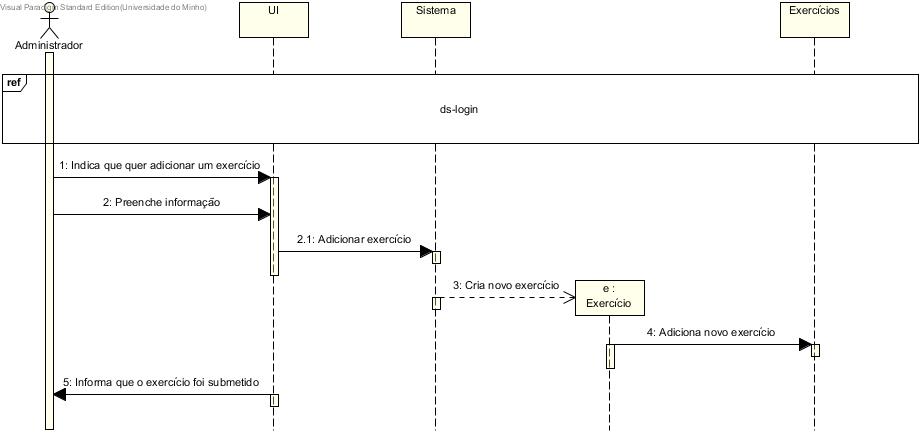 Visual Paradigm Standard Edition(Universidade do Minho)
UI
Sistema
Exercícios
Administrador
ref
ds-login
1: Indica que quer adicionar um exercício
2: Preenche informação
2.1: Adicionar exercício
3: Cria novo exercício
e :
Exercício
4: Adiciona novo exercício
5: Informa que o exercício foi submetido